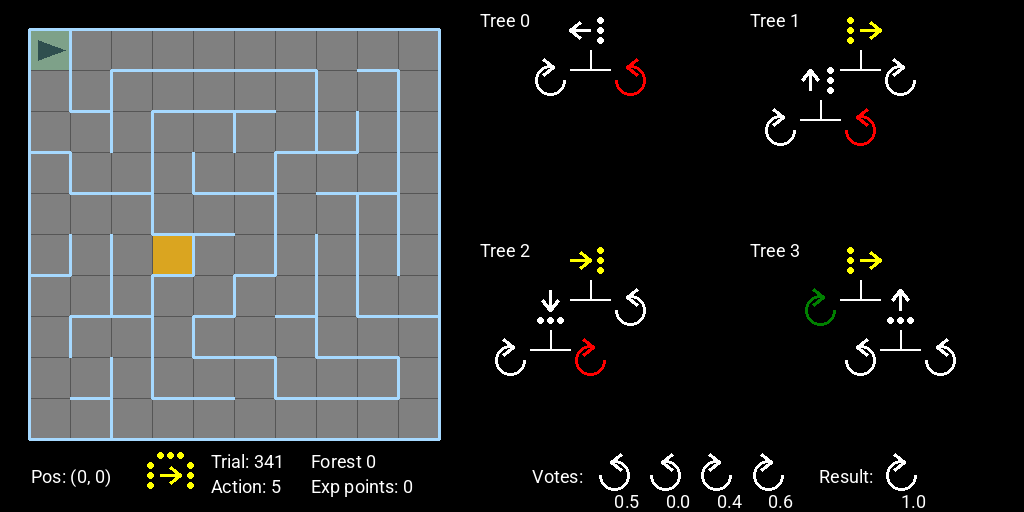 Tree 0
Tree 1
Tree 2
Tree 3
Pos: (0, 0)
Trial: 341
Action: 5
Forest 0
Exp points: 0
Votes:
0.5
0.0
0.4
0.6
Result:
1.0